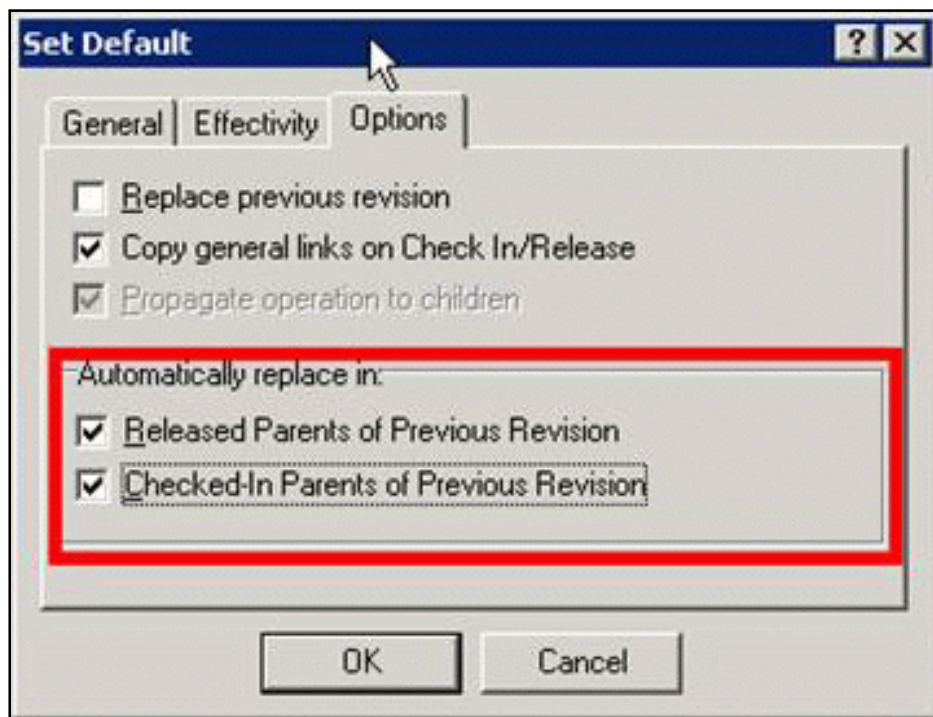 Set Default
General Effectivity Options
Replace previous revision
Copy general links on Check In/Release
Propagate operation to children
Automatically replace in:
Released Parents of Previous Revision
Checked-In Parents of Previous Revision
OK Cancel